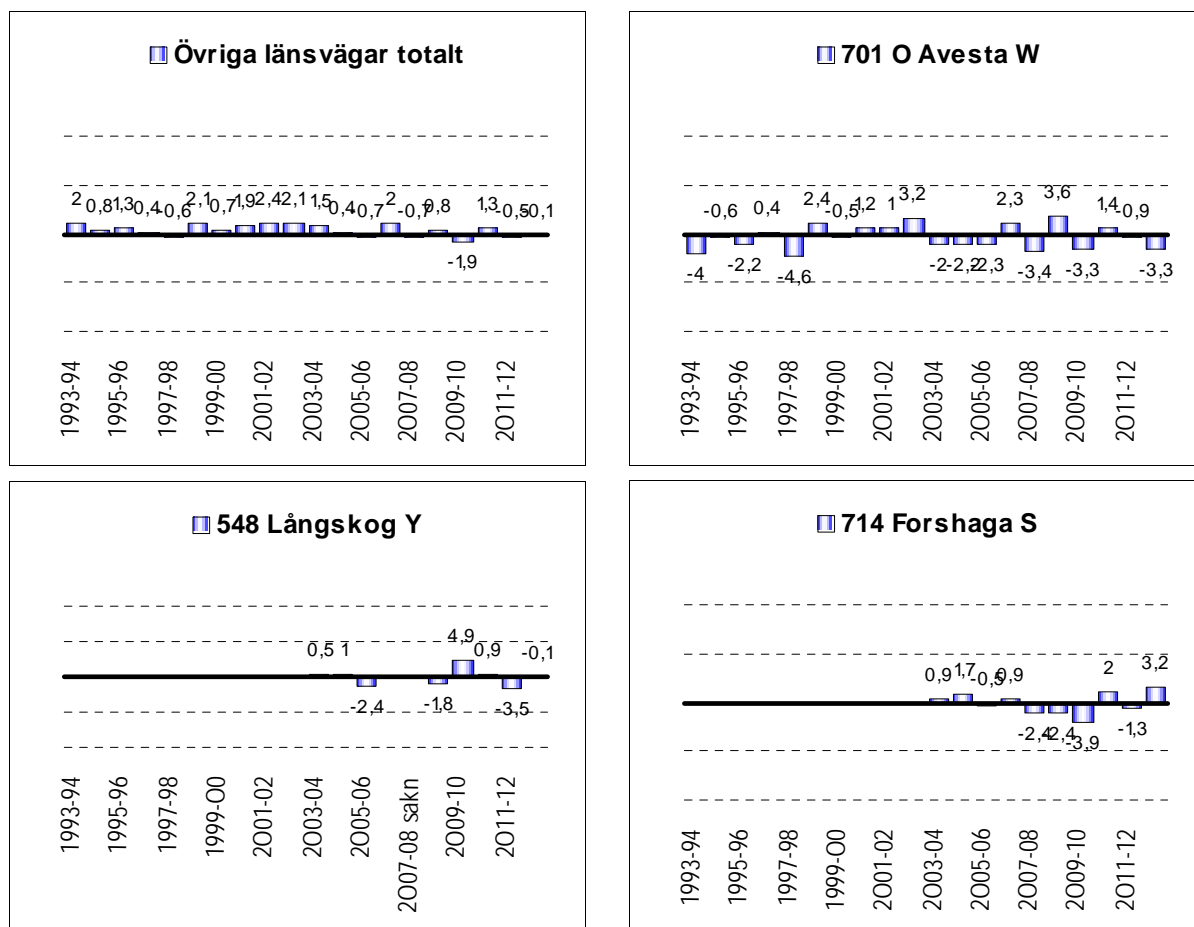 Övriga länsvägar totalt
2 0,8 1,3 0,4 -0,6 2,1 0,7 1,9 2,4 2,1 1,5 0,4 -0,7 2 -0,7 0,8 -1,9 1,3 -0,5 -0,1
1993-94 1995-96 1997-98 1999-00 2001-02 2003-04 2005-06 2007-08 2009-10 2011-12
701 O Avesta W
-4 -0,6 -2,2 0,4 -4,6 2,4 -0,5 1,2 1 3,2 -2 -2,2 -2,3 2,3 -3,4 3,6 -3,3 1,4 -0,9 -3,3
1993-94 1995-96 1997-98 1999-00 2001-02 2003-04 2005-06 2007-08 2009-10 2011-12
548 Långskog Y
0,5 1 -2,4 -1,8 4,9 0,9 -3,5 -0,1
1993-94 1995-96 1997-98 1999-00 2001-02 2003-04 2005-06 2007-08 sakn 2009-10 2011-12
714 Forshaga S
0,9 1,7 -0,5 0,9 -2,4 -2,4 -3,9 2 -1,3 3,2
1993-94 1995-96 1997-98 1999-00 2001-02 2003-04 2005-06 2007-08 2009-10 2011-12